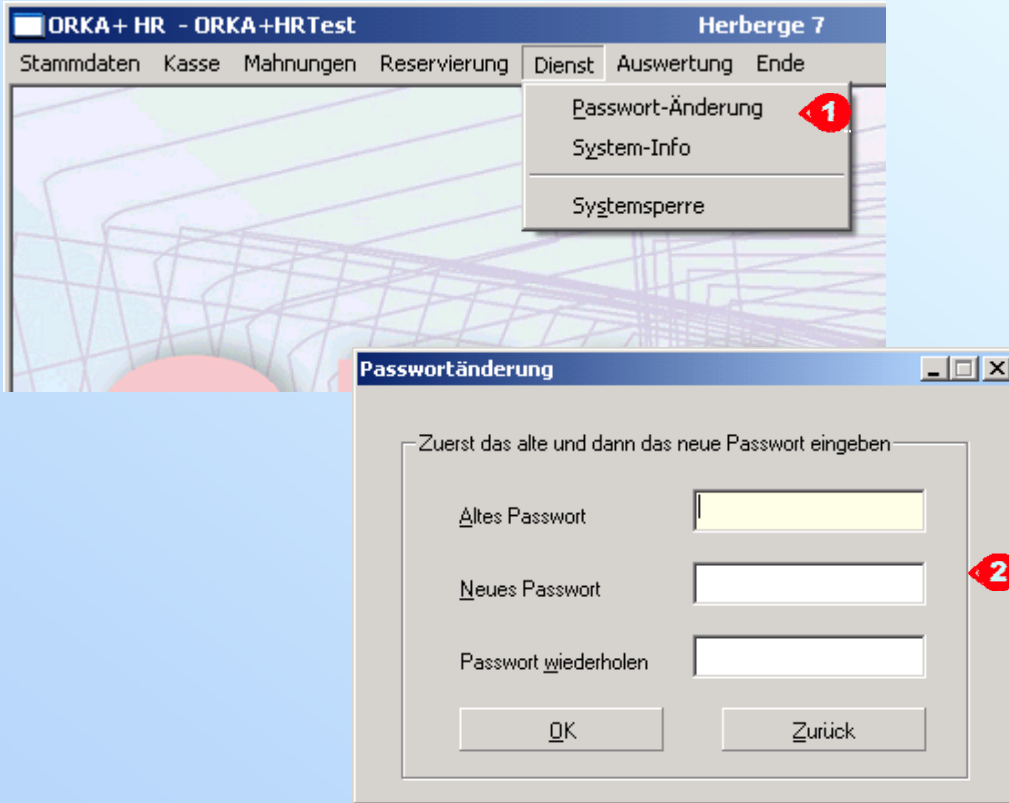 ORKA+ HR - ORKA+HRTest Herberge 7
Stammdaten Kasse Mahnungen Reservierung Dienst Auswertung Ende
Passwort-Änderung 1
System-Info
Systemsperre
Passwortänderung
Zuerst das alte und dann das neue Passwort eingeben
Altes Passwort
Neues Passwort 2
Passwort wiederholen
OK Zurück